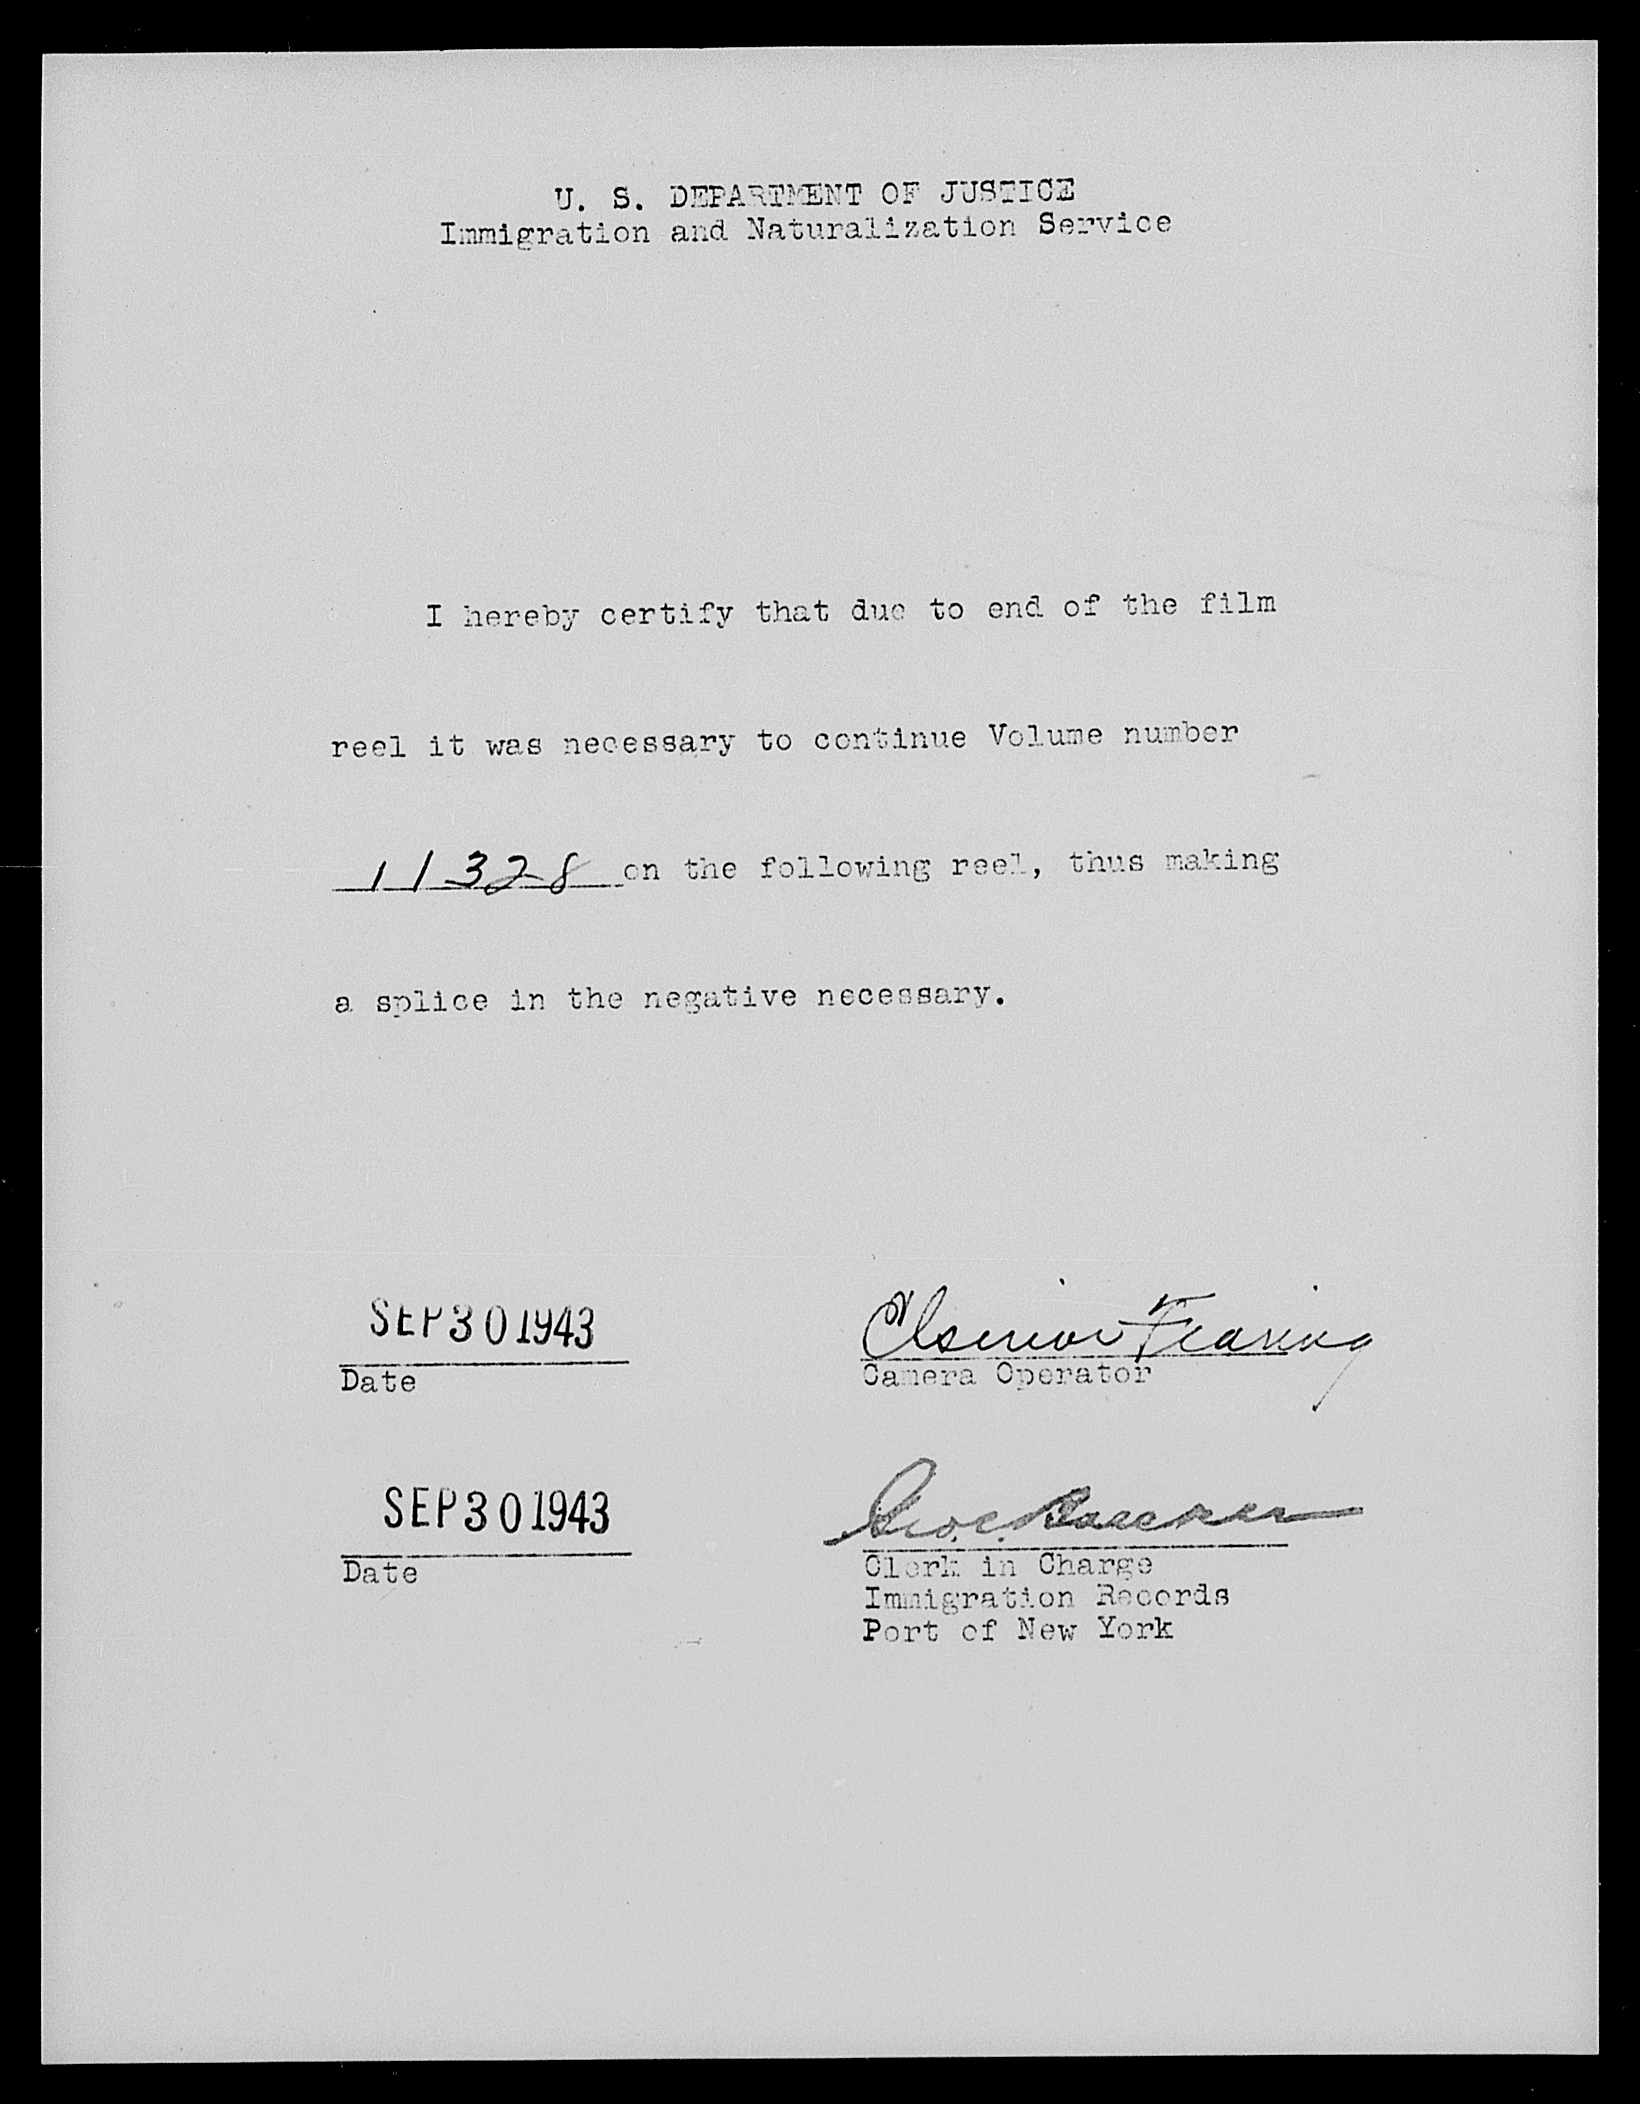 U. S. DEPARTMENT OF JUSTICE
Immigration and Naturalization Service
I hereby certify that due to end of the film
reel it was necessary to continue Volume number
11328 on the following reel, thus making
a splice in the negative necessary.
SEP 30 1943
Date
Fearing
Camera Operator
SEP 30 1943
Date
Geo.
Clerk in Charge
Immigration Records
Port of New York